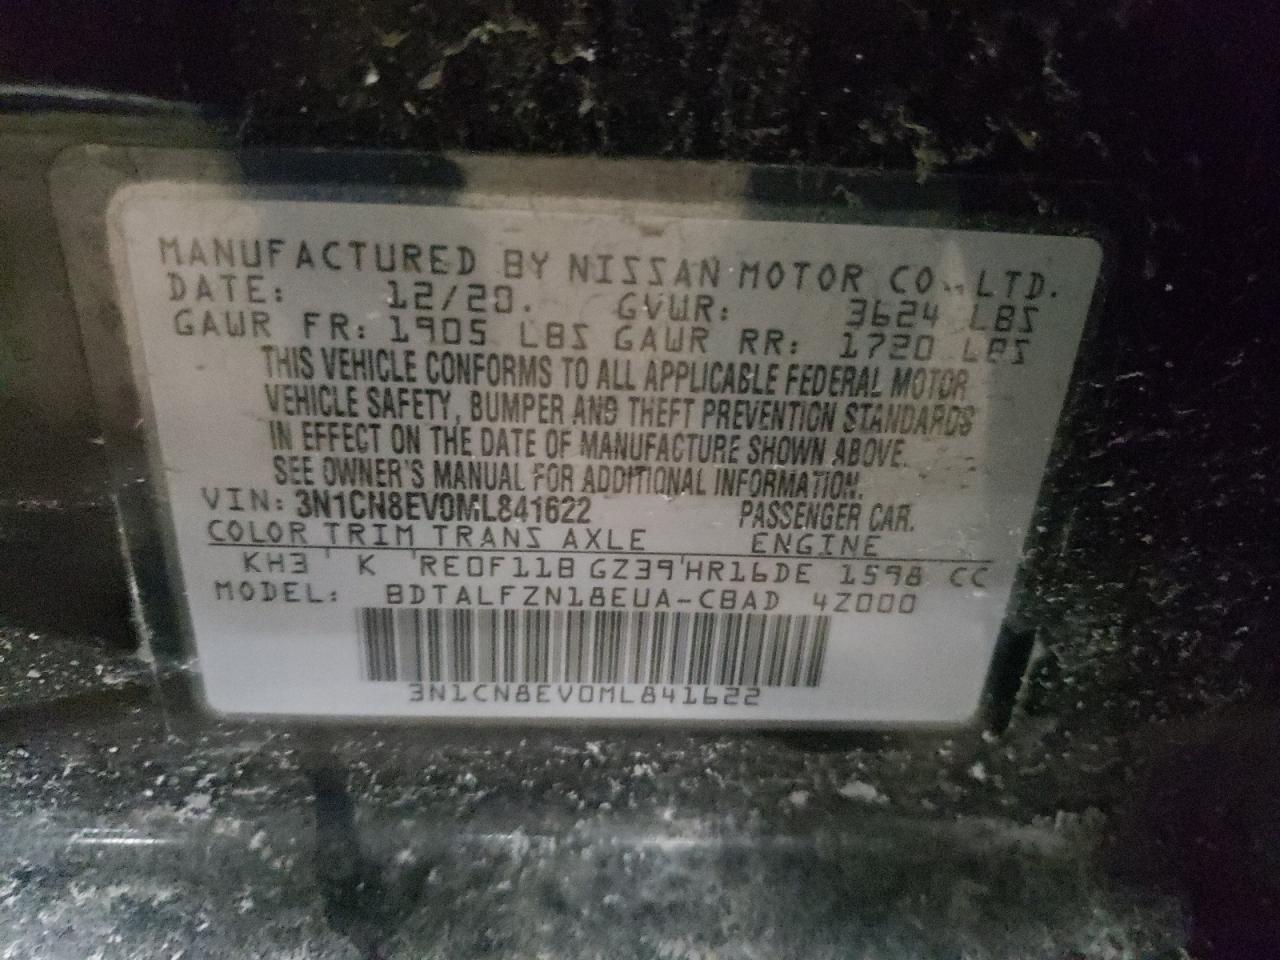 MANUFACTURED BY NISSAN MOTOR CO., LTD.
DATE: 12/20. GVWR: 3624 LBS
GAWR FR: 1905 LBS GAWR RR: 1720 LBS
THIS VEHICLE CONFORMS TO ALL APPLICABLE FEDERAL MOTOR
VEHICLE SAFETY, BUMPER AND THEFT PREVENTION STANDARDS
IN EFFECT ON THE DATE OF MANUFACTURE SHOWN ABOVE.
SEE OWNER'S MANUAL FOR ADDITIONAL INFORMATION.
VIN: 3N1CN8EV0ML841622 PASSENGER CAR.
COLOR TRIM TRANS AXLE ENGINE
KH3 K RE0F11B GZ39 HR16DE 1598 CC
MODEL: BDTALFZN18EUA-CBAD 4Z000
3N1CN8EV0ML841622